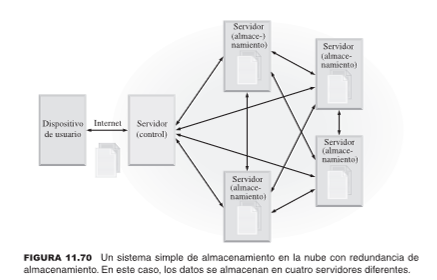 Servidor
(almace-)
namiento)
Servidor
(almace-
namiento)
Dispositivo
de usuario
Internet
Servidor
(control)
Servidor
(almace-
namiento)
Servidor
(almace-
namiento)
FIGURA 11.70 Un sistema simple de almacenamiento en la nube con redundancia de
almacenamiento. En este caso, los datos se almacenan en cuatro servidores diferentes.